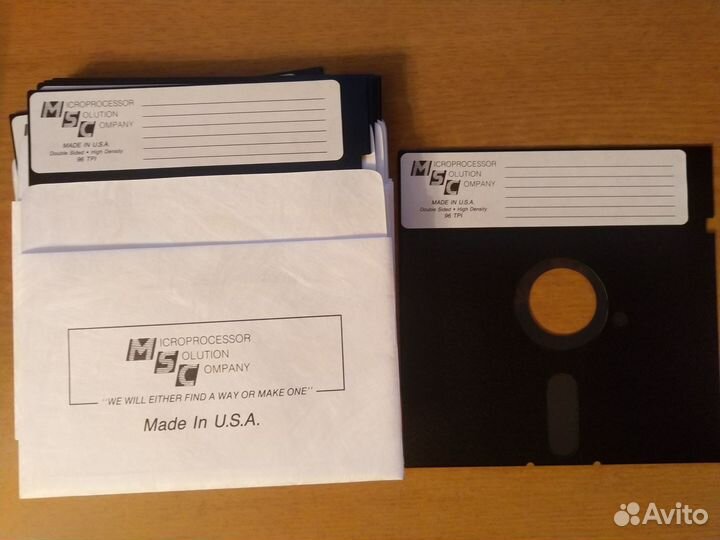 MICROPROCESSOR
SOLUTION
COMPANY
MADE IN U.S.A.
Double Sided • High Density
96 TPI
MICROPROCESSOR
SOLUTION
COMPANY
MADE IN U.S.A.
Double Sided • High Density
96 TPI
MICROPROCESSOR
SOLUTION
COMPANY
"WE WILL EITHER FIND A WAY OR MAKE ONE"
Made In U.S.A.
Avito